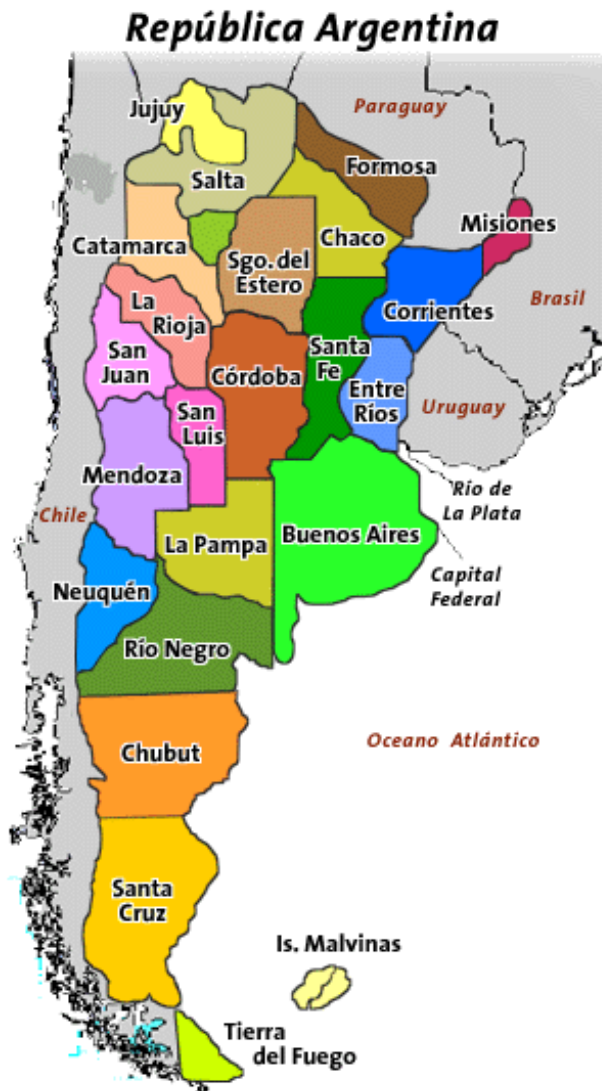 República Argentina
Jujuy
Paraguay
Salta
Formosa
Misiones
Catamarca
Sgo. del
Estero
Chaco
La
Rioja
Corrientes
Brasil
San
Juan
Córdoba
Santa
Fe
Entre
Ríos
Uruguay
San
Luis
Mendoza
Río de
La Plata
Chile
La Pampa
Buenos Aires
Capital
Federal
Neuquén
Río Negro
Chubut
Oceano Atlántico
Santa
Cruz
Is. Malvinas
Tierra
del Fuego